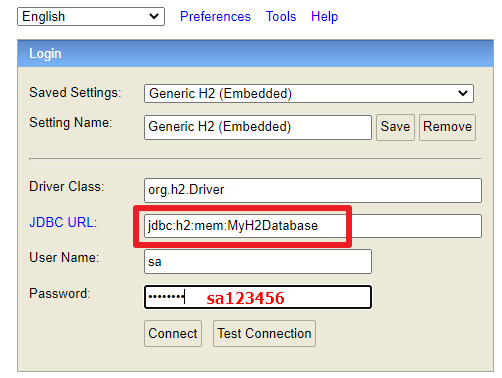 English Preferences Tools Help
Login
Saved Settings: Generic H2 (Embedded)
Setting Name: Generic H2 (Embedded) Save Remove
Driver Class: org.h2.Driver
JDBC URL: jdbc:h2:mem:MyH2Database
User Name: sa
Password: •••••••• sa123456
Connect Test Connection